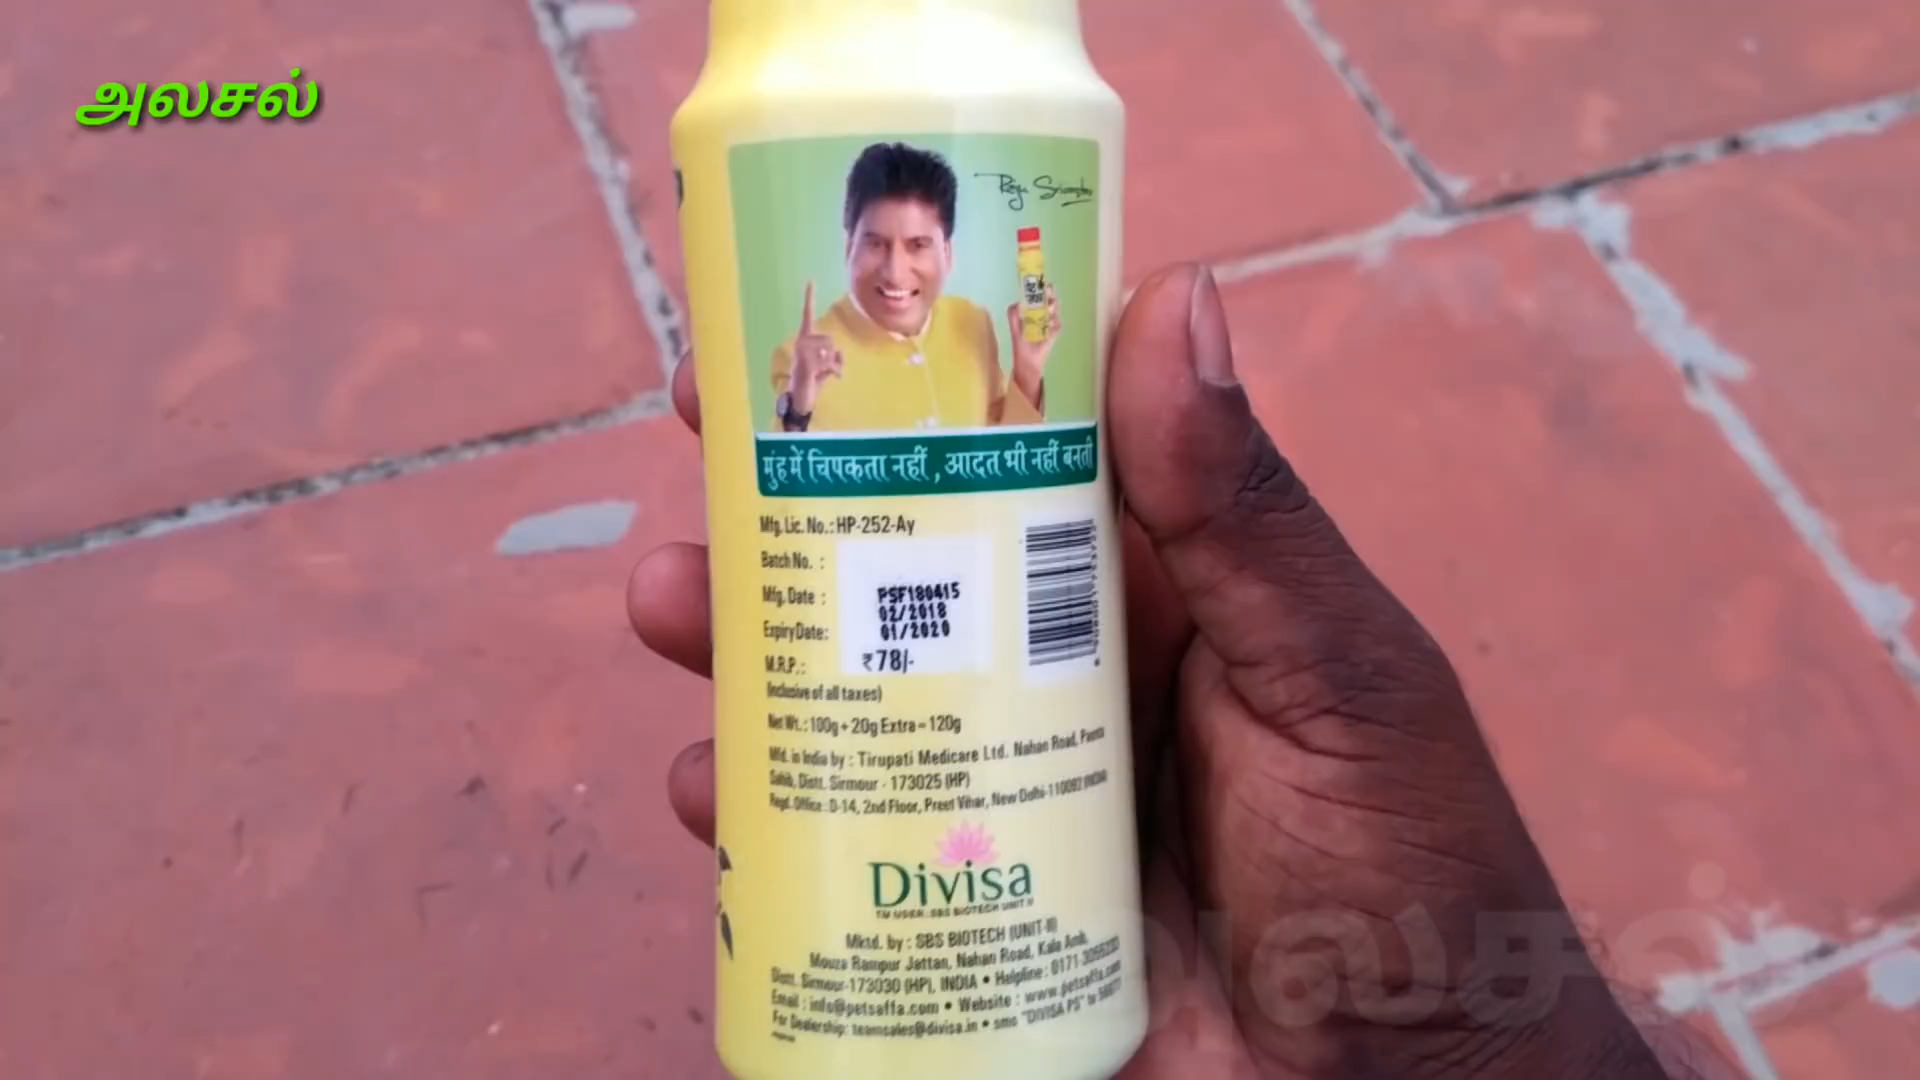 அலசல்
Raju Srivastav
पेट सफा
मुंह में चिपकता नहीं , आदत भी नहीं बनती
Mfg. Lic. No.: HP-252-Ay
Batch No. :
Mfg. Date : PSF180415
02/2018
Expiry Date: 01/2020
M.R.P.: ₹78/-
(Inclusive of all taxes)
Net Wt.: 100g + 20g Extra = 120g
Mfd. in India by : Tirupati Medicare Ltd. Nahan Road, Paonta
Sahib, Distt. Sirmour - 173025 (HP)
Regd. Office: D-14, 2nd Floor, Preet Vihar, New Delhi-110092 (INDIA)
Divisa
TM USER: SBS BIOTECH UNIT II
Mktd. by : SBS BIOTECH (UNIT-II)
Mouza Rampur Jattan, Nahan Road, Kala Amb,
Distt. Sirmour-173030 (HP), INDIA • Helpline: 0171-
Email : info@petsaffa.com • Website : www.petsaffa.com
For Dealership: teamsales@divisa.in • sms "DIVISA PS" to
அலசல்